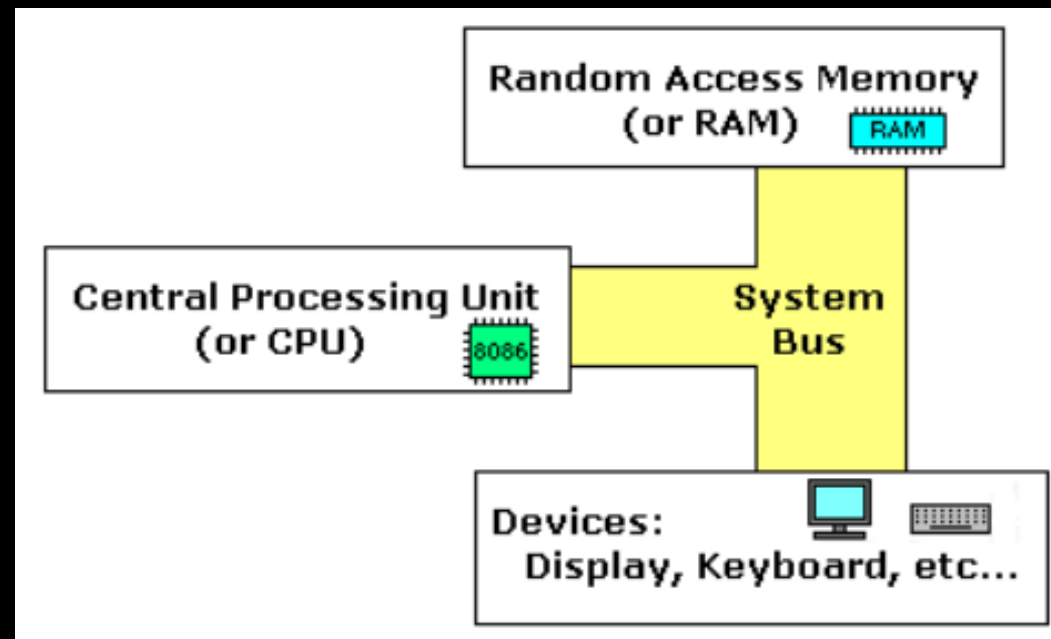 Random Access Memory
(or RAM)
RAM
Central Processing Unit
(or CPU)
8086
System
Bus
Devices:
Display, Keyboard, etc...